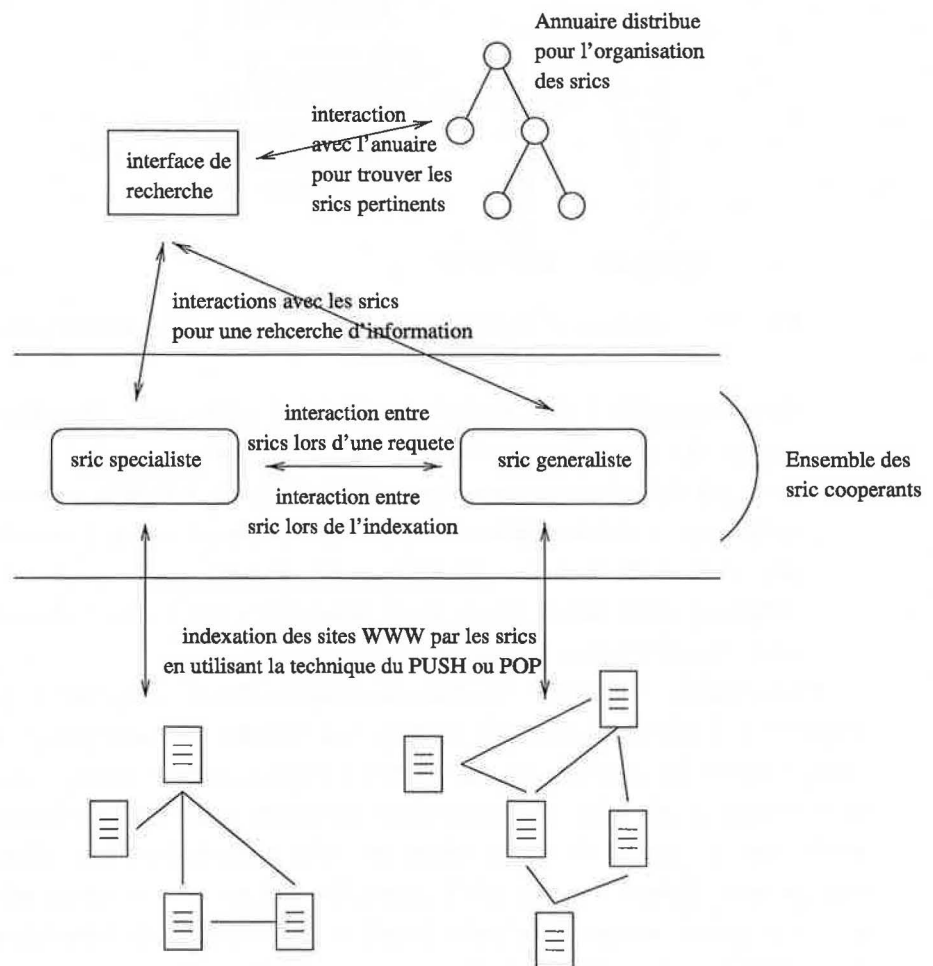 Annuaire distribue
pour l'organisation
des srics
interaction
avec l'anuaire
pour trouver les
srics pertinents
interface de
recherche
interactions avec les srics
pour une rehcerche d'information
interaction entre
srics lors d'une requete
sric specialiste
sric generaliste
interaction entre
sric lors de l'indexation
Ensemble des
sric cooperants
indexation des sites WWW par les srics
en utilisant la technique du PUSH ou POP